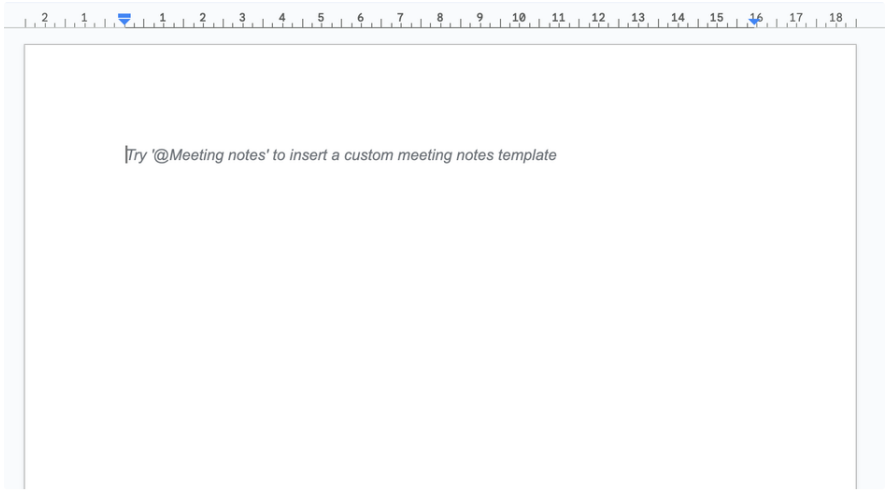 2 1 1 2 3 4 5 6 7 8 9 10 11 12 13 14 15 16 17 18
Try '@Meeting notes' to insert a custom meeting notes template